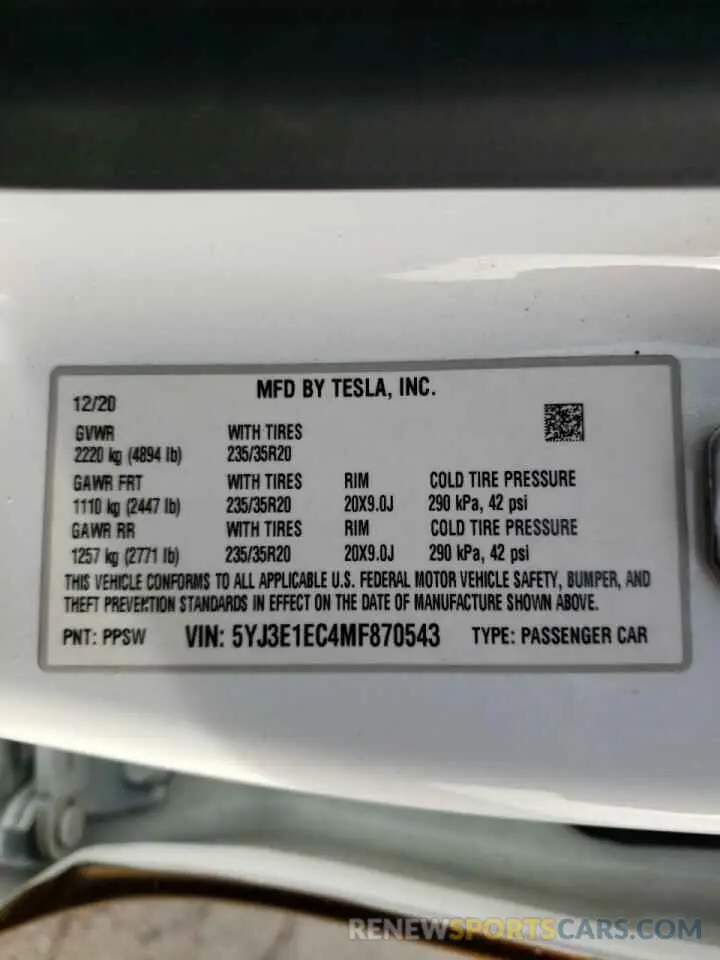 MFD BY TESLA, INC.
12/20
GVWR WITH TIRES
2220 kg (4894 lb) 235/35R20
GAWR FRT WITH TIRES RIM COLD TIRE PRESSURE
1110 kg (2447 lb) 235/35R20 20X9.0J 290 kPa, 42 psi
GAWR RR WITH TIRES RIM COLD TIRE PRESSURE
1257 kg (2771 lb) 235/35R20 20X9.0J 290 kPa, 42 psi
THIS VEHICLE CONFORMS TO ALL APPLICABLE U.S. FEDERAL MOTOR VEHICLE SAFETY, BUMPER, AND
THEFT PREVENTION STANDARDS IN EFFECT ON THE DATE OF MANUFACTURE SHOWN ABOVE.
PNT: PPSW VIN: 5YJ3E1EC4MF870543 TYPE: PASSENGER CAR
RENEWSPORTSCARS.COM